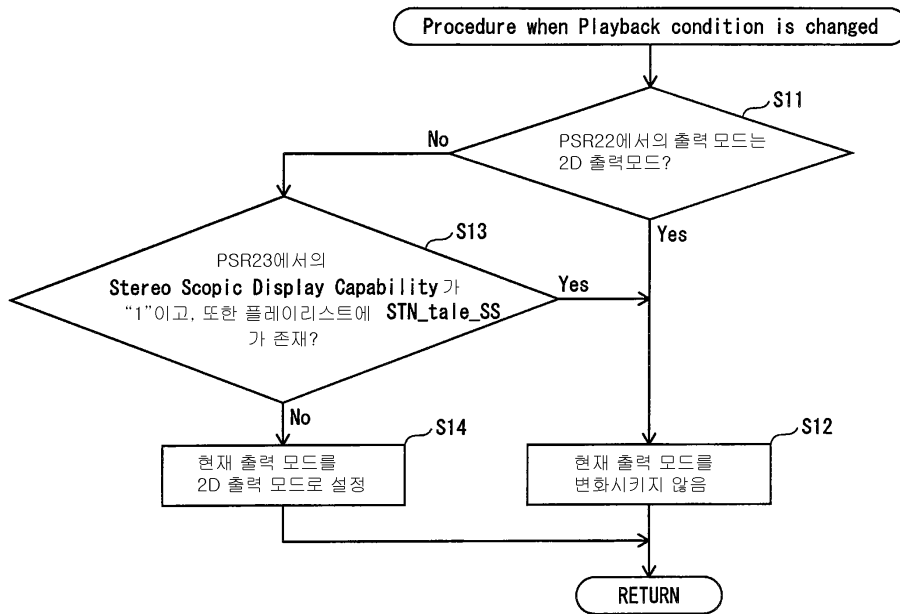 Procedure when Playback condition is changed
S11
PSR22에서의 출력 모드는
2D 출력모드?
No
Yes
S13
PSR23에서의
Stereo Scopic Display Capability가
“1”이고, 또한 플레이리스트에 STN_tale_SS
가 존재?
Yes
No
S14
현재 출력 모드를
2D 출력 모드로 설정
S12
현재 출력 모드를
변화시키지 않음
RETURN